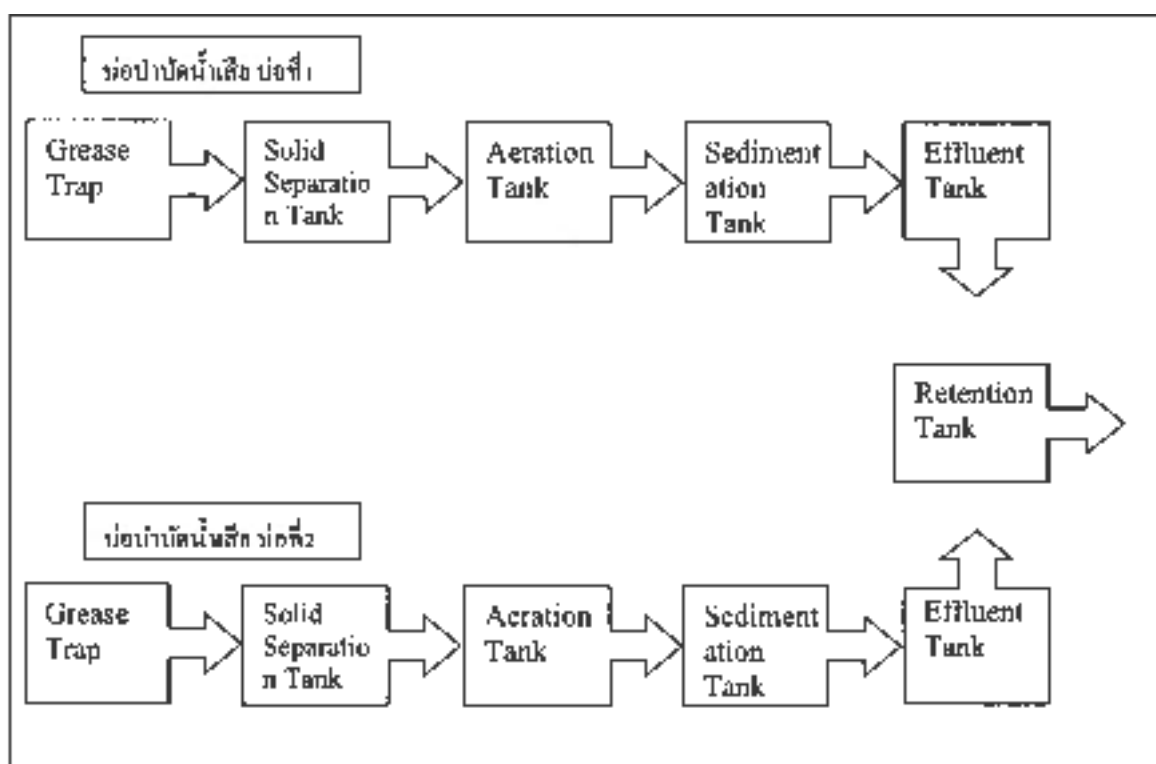 บ่อบำบัดน้ำเสีย บ่อที่1
Grease
Trap
Solid
Separatio
n Tank
Aeration
Tank
Sediment
ation
Tank
Effluent
Tank
Retention
Tank
บ่อบำบัดน้ำเสีย บ่อที่2
Grease
Trap
Solid
Separatio
n Tank
Aeration
Tank
Sediment
ation
Tank
Effluent
Tank